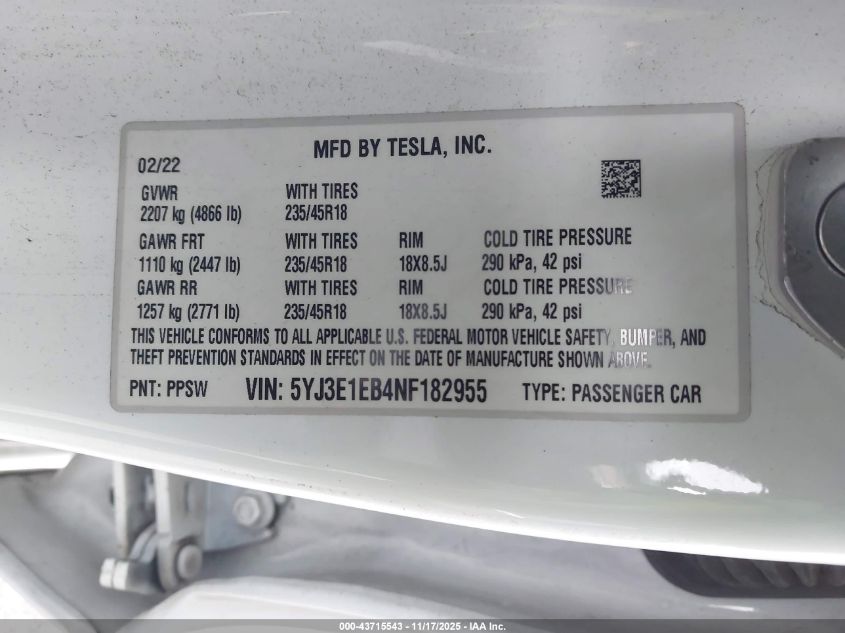 MFD BY TESLA, INC.
02/22
GVWR WITH TIRES
2207 kg (4866 lb) 235/45R18
GAWR FRT WITH TIRES RIM COLD TIRE PRESSURE
1110 kg (2447 lb) 235/45R18 18X8.5J 290 kPa, 42 psi
GAWR RR WITH TIRES RIM COLD TIRE PRESSURE
1257 kg (2771 lb) 235/45R18 18X8.5J 290 kPa, 42 psi
THIS VEHICLE CONFORMS TO ALL APPLICABLE U.S. FEDERAL MOTOR VEHICLE SAFETY, BUMPER, AND
THEFT PREVENTION STANDARDS IN EFFECT ON THE DATE OF MANUFACTURE SHOWN ABOVE.
PNT: PPSW VIN: 5YJ3E1EB4NF182955 TYPE: PASSENGER CAR
000-43715543 - 11/17/2025 - IAA, Inc.